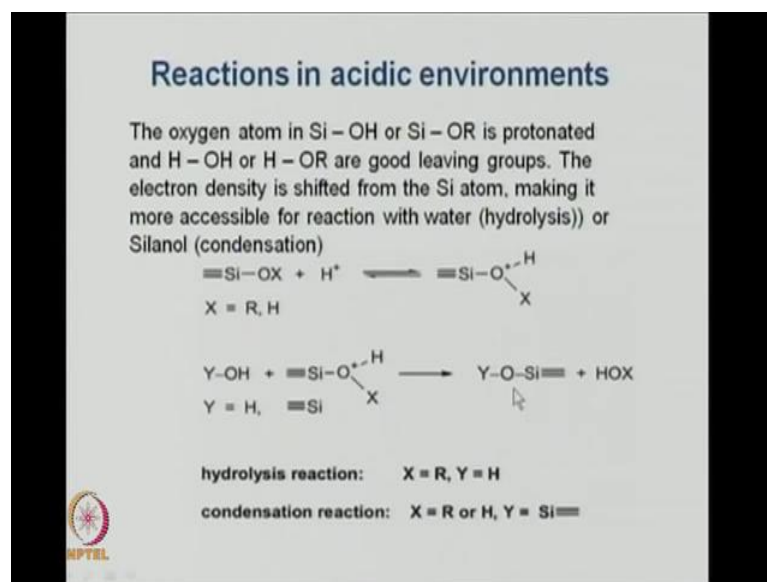 Reactions in acidic environments
The oxygen atom in Si – OH or Si – OR is protonated
and H – OH or H – OR are good leaving groups. The
electron density is shifted from the Si atom, making it
more accessible for reaction with water (hydrolysis)) or
Silanol (condensation)
≡Si–OX + H⁺ ⇌ ≡Si–O⁺ H
X = R, H X
Y–OH + ≡Si–O⁺ H → Y–O–Si≡ + HOX
Y = H, ≡Si X
hydrolysis reaction: X = R, Y = H
condensation reaction: X = R or H, Y = Si≡
NPTEL